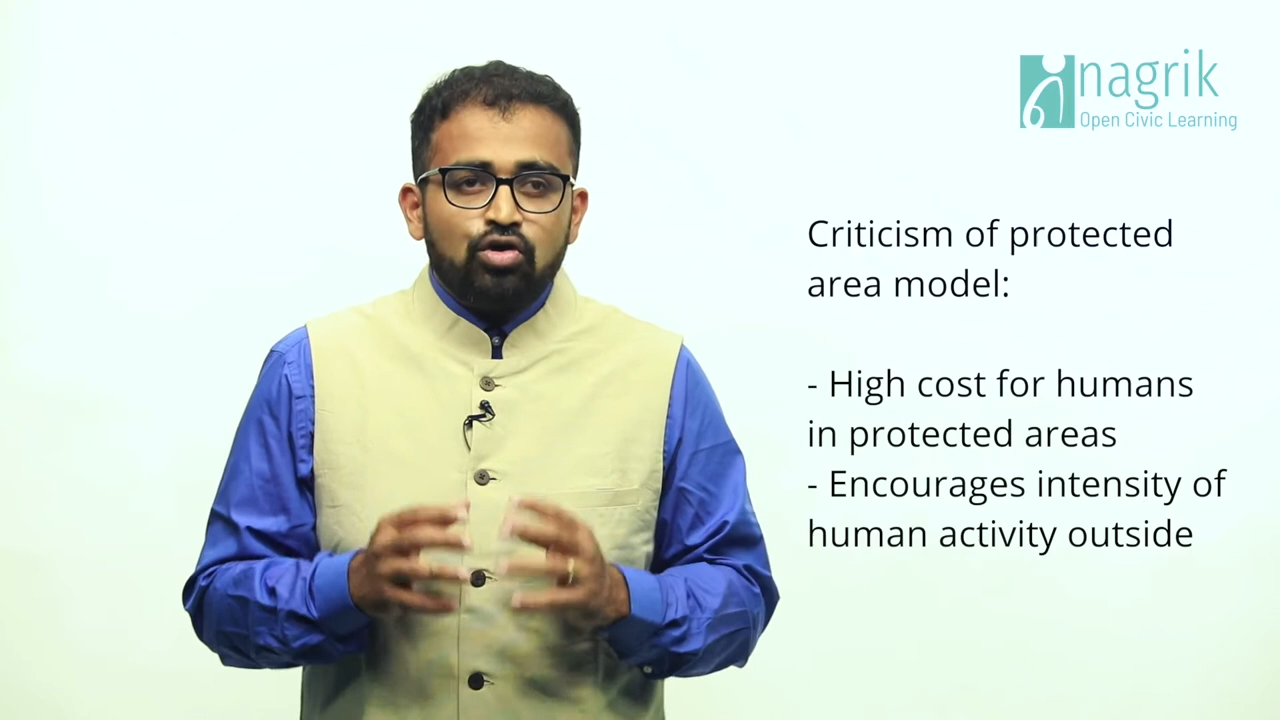 nagrik
Open Civic Learning
Criticism of protected
area model:
- High cost for humans
in protected areas
- Encourages intensity of
human activity outside